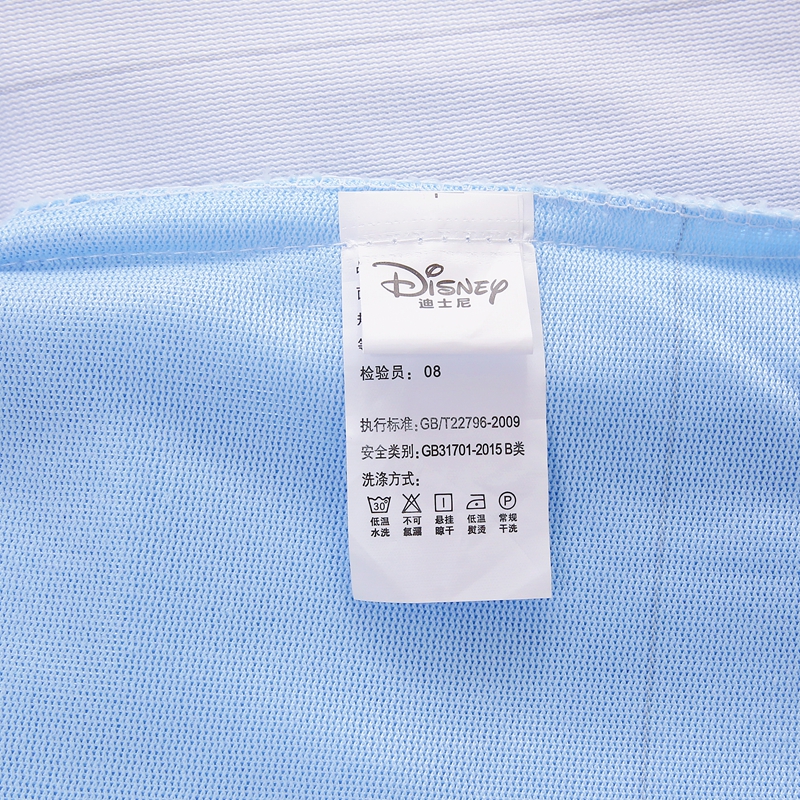 Disney
迪士尼
检验员：08
执行标准：GB/T22796-2009
安全类别：GB31701-2015 B类
洗涤方式：
30 P
低温 不可 悬挂 低温 常规
水洗 氯漂 晾干 熨烫 干洗